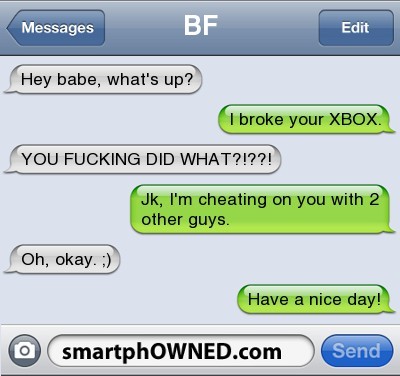 Messages
BF
Edit
Hey babe, what's up?
I broke your XBOX.
YOU FUCKING DID WHAT?!??!
Jk, I'm cheating on you with 2
other guys.
Oh, okay. ;)
Have a nice day!
smartphOWNED.com
Send